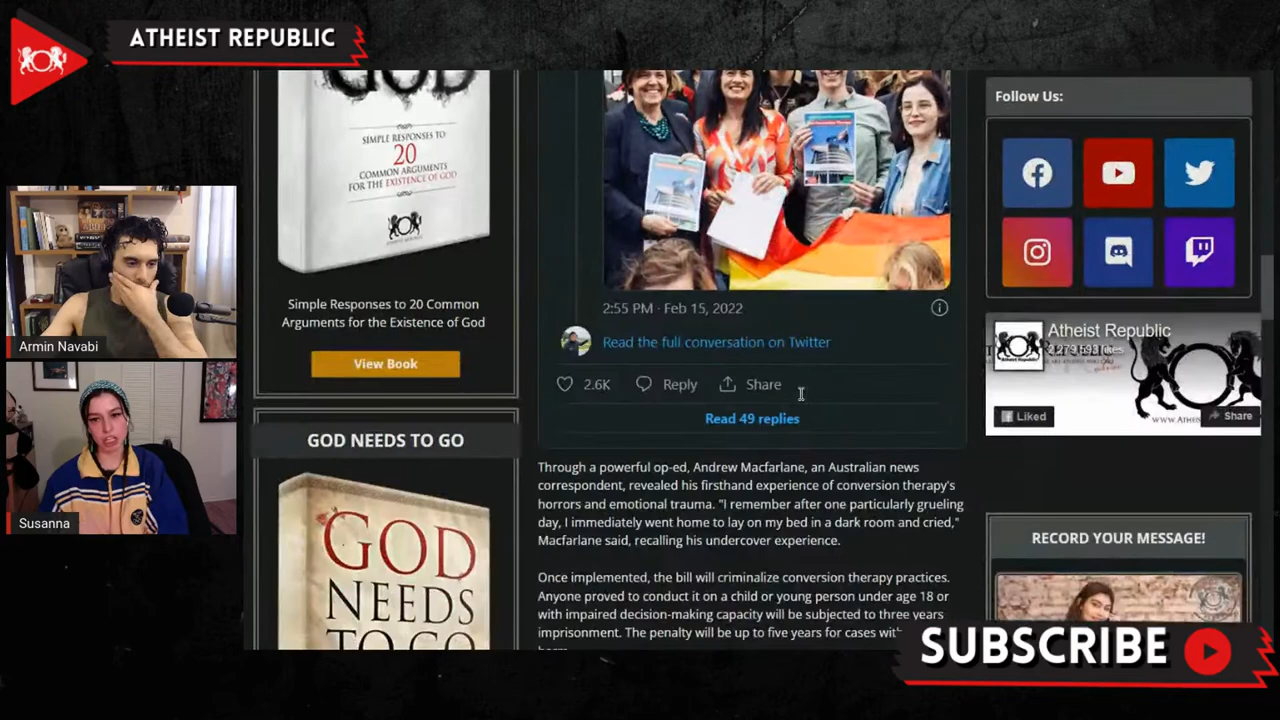 ATHEIST REPUBLIC
GOD
SIMPLE RESPONSES TO
20
COMMON ARGUMENTS
FOR THE EXISTENCE OF GOD
Simple Responses to 20 Common
Arguments for the Existence of God
View Book
GOD NEEDS TO GO
GOD
NEEDS
TO GO
Armin Navabi
Susanna
2:55 PM · Feb 15, 2022
Read the full conversation on Twitter
2.6K
Reply
Share
Read 49 replies
Through a powerful op-ed, Andrew Macfarlane, an Australian news
correspondent, revealed his firsthand experience of conversion therapy's
horrors and emotional trauma. "I remember after one particularly grueling
day, I immediately went home to lay on my bed in a dark room and cried,"
Macfarlane said, recalling his undercover experience.
Once implemented, the bill will criminalize conversion therapy practices.
Anyone proved to conduct it on a child or young person under age 18 or
with impaired decision-making capacity will be subjected to three years
imprisonment. The penalty will be up to five years for cases with
Follow Us:
Atheist Republic
Liked
Share
RECORD YOUR MESSAGE!
SUBSCRIBE